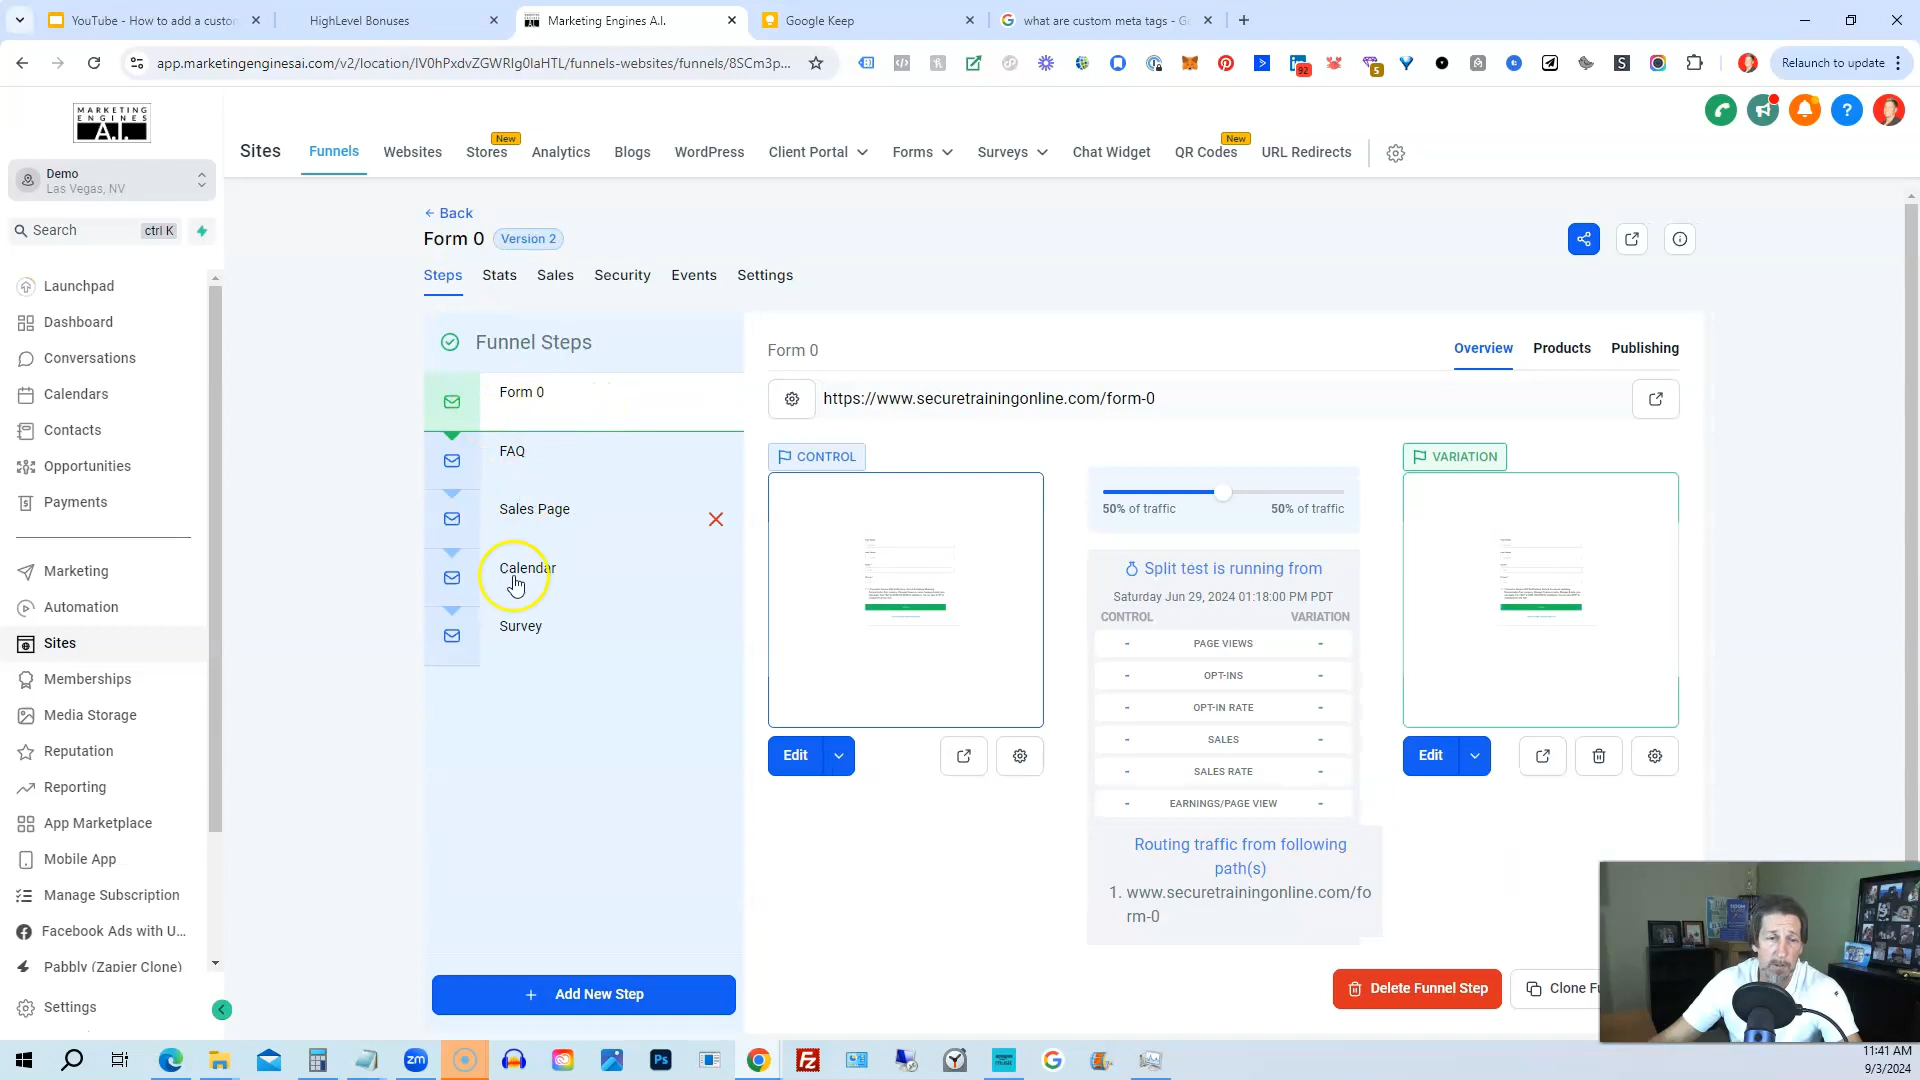 YouTube - How to add a custom
HighLevel Bonuses
Marketing Engines A.I.
Google Keep
what are custom meta tags - Go
app.marketingenginesai.com/v2/location/lV0hPxdvZGWRIg0laHTL/funnels-websites/funnels/8SCm3p...
92
5
Relaunch to update
MARKETING
ENGINES
A.I.
Demo
Las Vegas, NV
Search
ctrl K
Launchpad
Dashboard
Conversations
Calendars
Contacts
Opportunities
Payments
Marketing
Automation
Sites
Memberships
Media Storage
Reputation
Reporting
App Marketplace
Mobile App
Manage Subscription
Facebook Ads with U...
Pabbly (Zapier Clone)
Settings
Sites
Funnels
Websites
New
Stores
Analytics
Blogs
WordPress
Client Portal
Forms
Surveys
Chat Widget
New
QR Codes
URL Redirects
← Back
Form 0
Version 2
Steps
Stats
Sales
Security
Events
Settings
Funnel Steps
Form 0
FAQ
Sales Page
Calendar
Survey
+ Add New Step
Form 0
Overview
Products
Publishing
https://www.securetrainingonline.com/form-0
CONTROL
50% of traffic
50% of traffic
VARIATION
Split test is running from
Saturday Jun 29, 2024 01:18:00 PM PDT
CONTROL
VARIATION
- PAGE VIEWS -
- OPT-INS -
- OPT-IN RATE -
- SALES -
- SALES RATE -
- EARNINGS/PAGE VIEW -
Routing traffic from following
path(s)
1. www.securetrainingonline.com/fo
rm-0
Edit
Edit
Delete Funnel Step
Clone Fu
zm
Ps
11:41 AM
9/3/2024